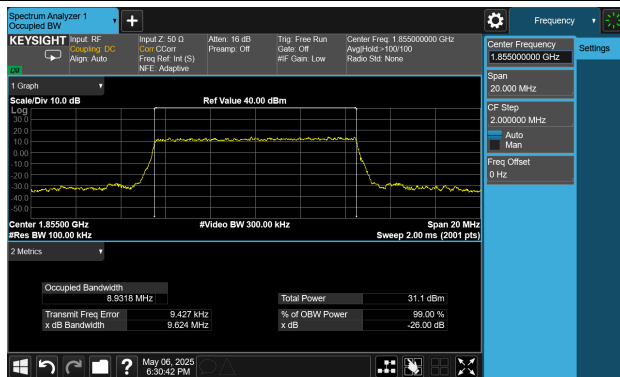 Spectrum Analyzer 1
Occupied BW
Frequency
KEYSIGHT
Input: RF
Coupling: DC
Align: Auto
Input Z: 50 Ω
Corr CCorr
Freq Ref: Int (S)
NFE: Adaptive
Atten: 16 dB
Preamp: Off
Trig: Free Run
Gate: Off
#IF Gain: Low
Center Freq: 1.855000000 GHz
Avg|Hold:>100/100
Radio Std: None
Center Frequency
1.855000000 GHz
Settings
Span
20.000 MHz
CF Step
2.000000 MHz
Auto
Man
Freq Offset
0 Hz
1 Graph
Scale/Div 10.0 dB
Ref Value 40.00 dBm
Log
30.0
20.0
10.0
0.00
-10.0
-20.0
-30.0
-40.0
-50.0
Center 1.85500 GHz
#Video BW 300.00 kHz
Span 20 MHz
#Res BW 100.00 kHz
Sweep 2.00 ms (2001 pts)
2 Metrics
Occupied Bandwidth
8.9318 MHz
Total Power
31.1 dBm
Transmit Freq Error
9.427 kHz
% of OBW Power
99.00 %
x dB Bandwidth
9.624 MHz
x dB
-26.00 dB
May 06, 2025
6:30:42 PM